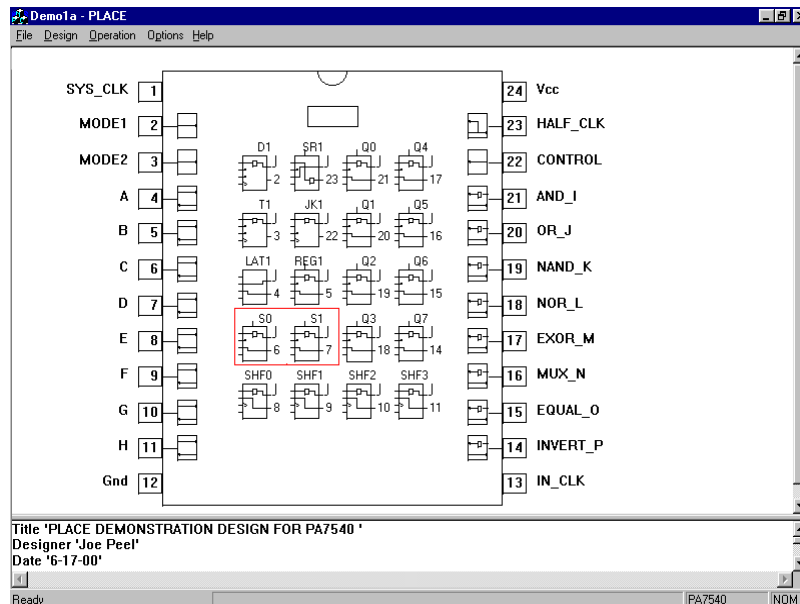 Demo1a - PLACE
File Design Operation Options Help
SYS_CLK 1 24 Vcc
MODE1 2 23 HALF_CLK
D1 SR1 Q0 Q4
MODE2 3 2 23 21 17 22 CONTROL
A 4 21 AND_I
T1 JK1 Q1 Q5
B 5 3 22 20 16 20 OR_J
C 6 LAT1 REG1 Q2 Q6 19 NAND_K
4 5 19 15
D 7 18 NOR_L
S0 S1 Q3 Q7
E 8 6 7 18 14 17 EXOR_M
F 9 SHF0 SHF1 SHF2 SHF3 16 MUX_N
G 10 8 9 10 11 15 EQUAL_O
H 11 14 INVERT_P
Gnd 12 13 IN_CLK
Title 'PLACE DEMONSTRATION DESIGN FOR PA7540 '
Designer 'Joe Peel'
Date '6-17-00'
Ready PA7540 NOM